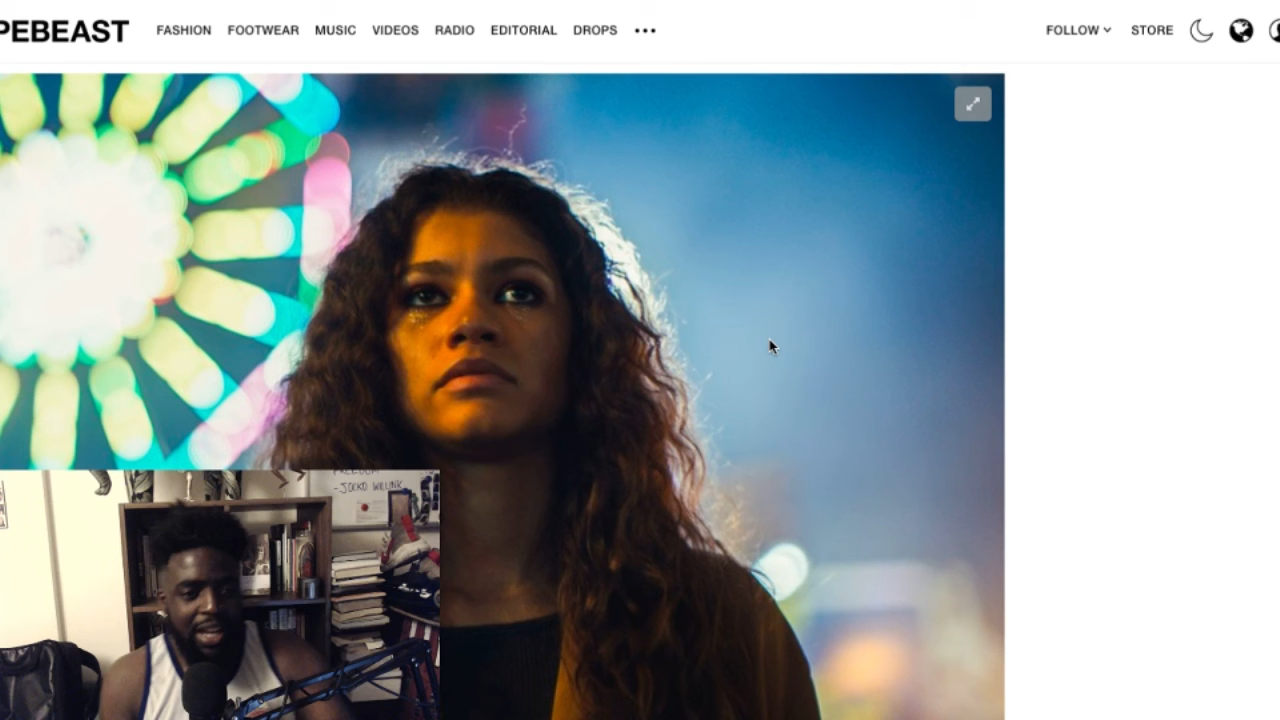 PEBEAST FASHION FOOTWEAR MUSIC VIDEOS RADIO EDITORIAL DROPS ••• FOLLOW STORE
-JOCKO WILLINK